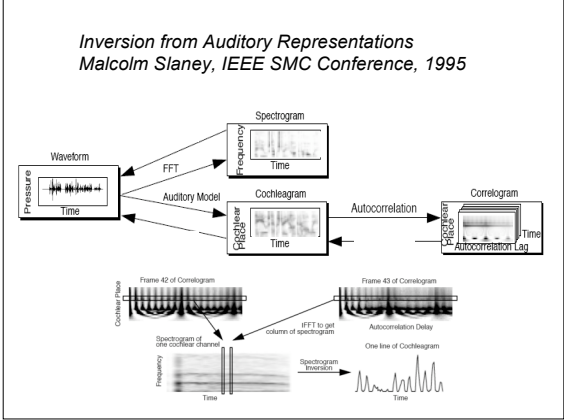 Inversion from Auditory Representations
Malcolm Slaney, IEEE SMC Conference, 1995
Spectrogram
Frequency
Time
Waveform
Pressure
Time
FFT
Auditory Model
Cochleagram
Cochlear
Place
Time
Autocorrelation
Correlogram
Cochlear
Place
Time
Autocorrelation Lag
Frame 42 of Correlogram
Cochlear Place
Frame 43 of Correlogram
Autocorrelation Delay
IFFT to get
column of spectrogram
Spectrogram of
one cochlear channel
Frequency
Time
Spectrogram
Inversion
One line of Cochleagram
Time